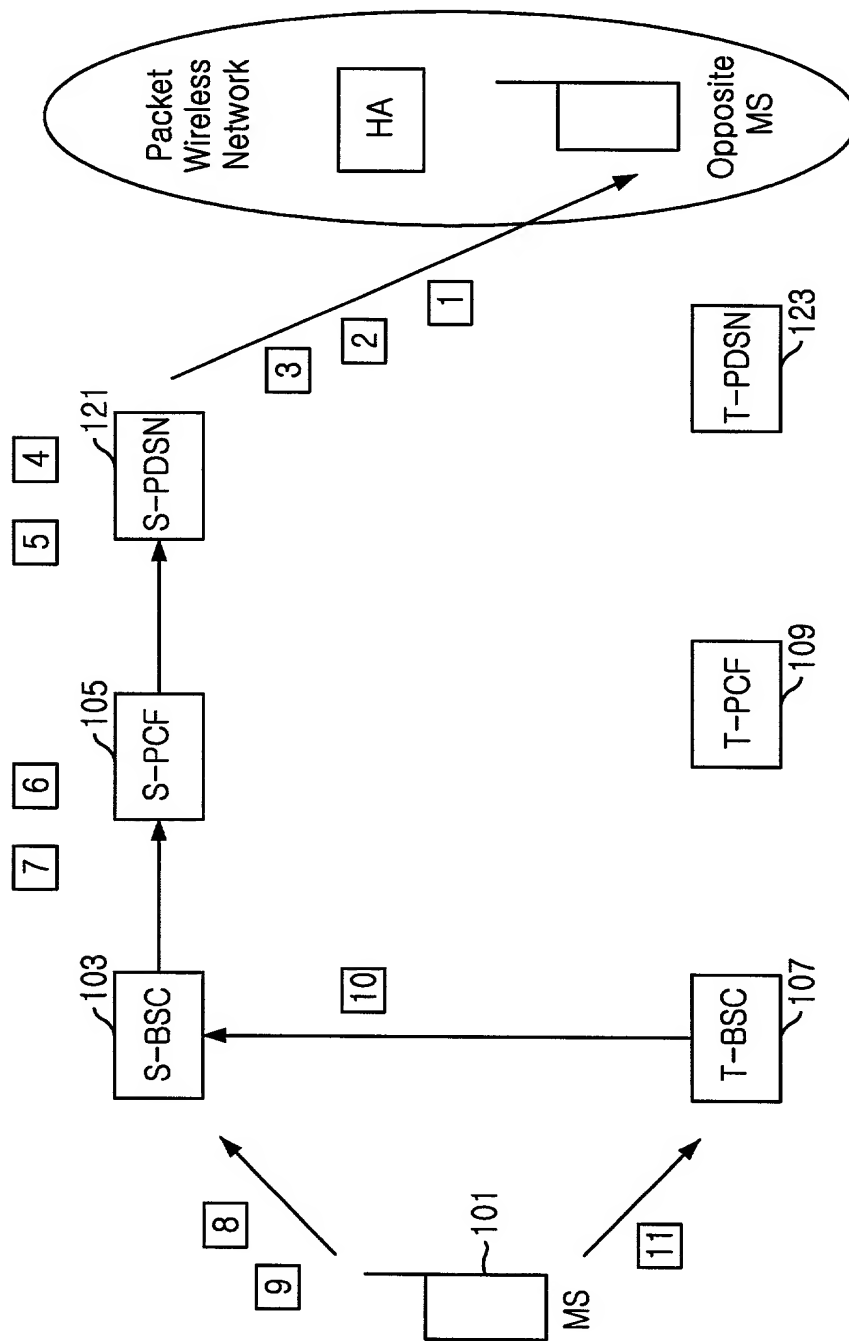 Packet
Wireless
Network
HA
Opposite
MS
1
2
3
4
5
121
S-PDSN
T-PDSN
123
6
7
105
S-PCF
T-PCF
109
103
S-BSC
10
T-BSC
107
8
9
101
MS
11